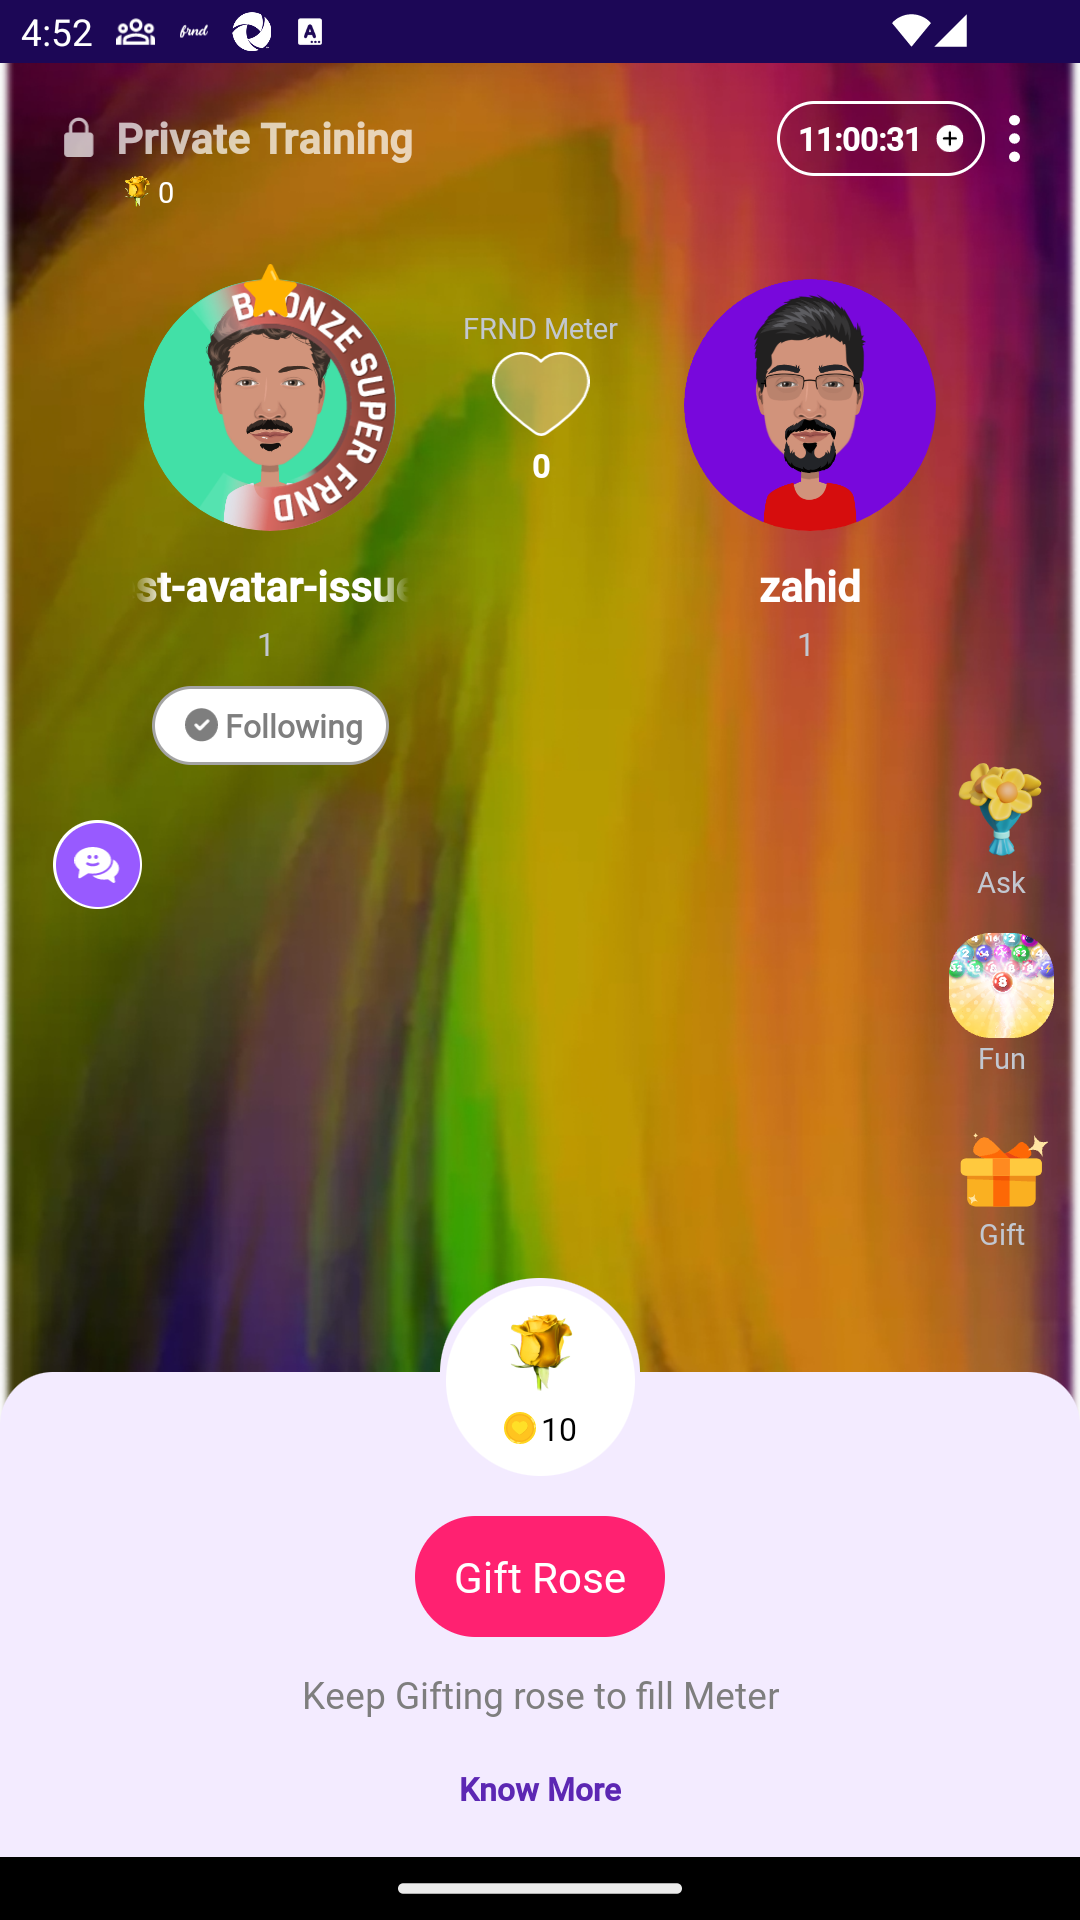 4:52 frnd A
Private Training
11:00:31
0
BRONZE SUPER FRND
FRND Meter
0
st-avatar-issue
zahid
1
1
Following
Ask
8
Fun
Gift
10
Gift Rose
Keep Gifting rose to fill Meter
Know More